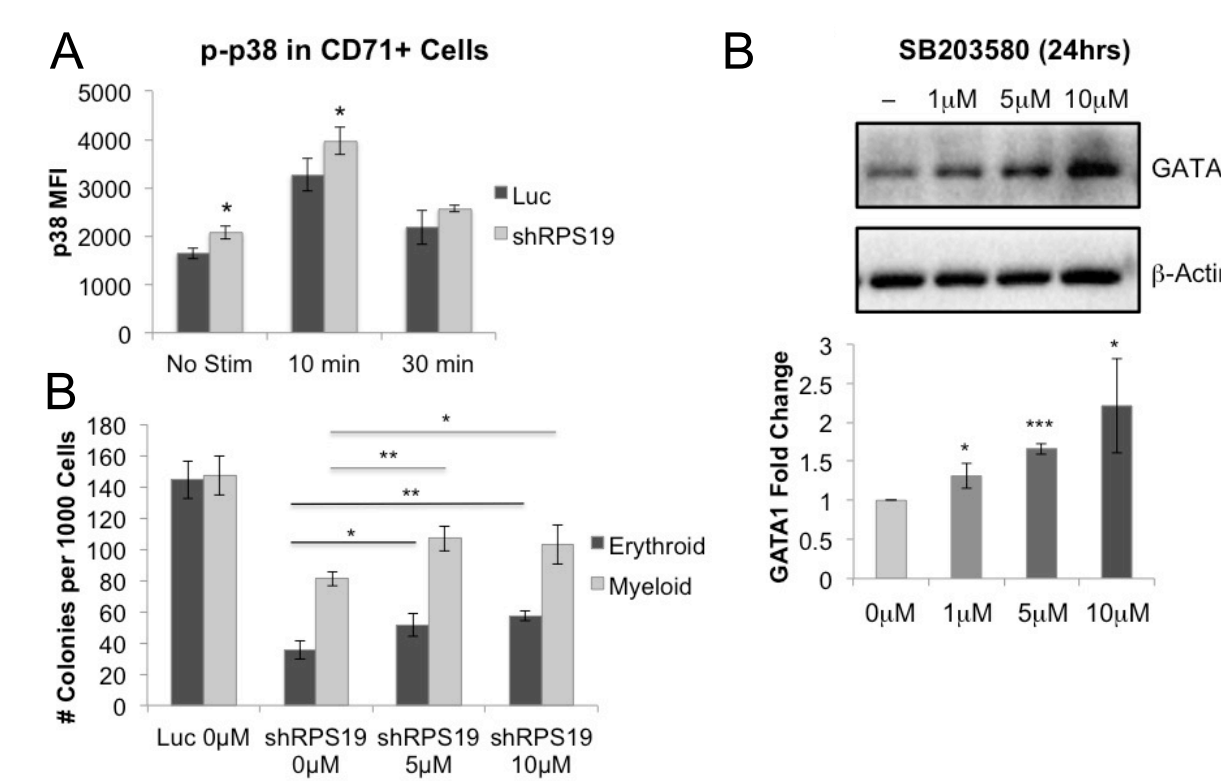 A
p-p38 in CD71+ Cells
p38 MFI
5000
4000
3000
2000
1000
0
*
*
No Stim 10 min 30 min
Luc
shRPS19
B
SB203580 (24hrs)
– 1μM 5μM 10μM
GATA
β-Actin
GATA1 Fold Change
3
2.5
2
1.5
1
0.5
0
*
***
*
0μM 1μM 5μM 10μM
B
# Colonies per 1000 Cells
180
160
140
120
100
80
60
40
20
0
*
**
**
*
Erythroid
Myeloid
Luc 0μM shRPS19 shRPS19 shRPS19
0μM 5μM 10μM